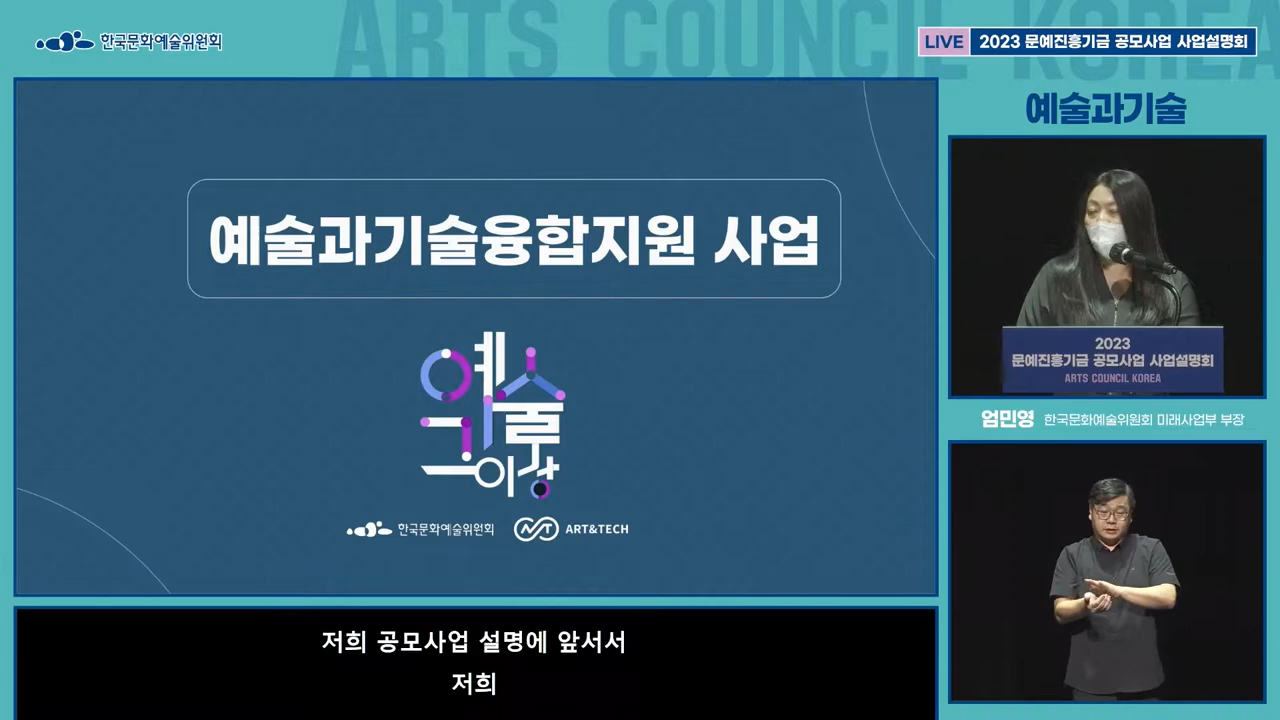 ARTS COUNCIL KOREA
한국문화예술위원회
LIVE 2023 문예진흥기금 공모사업 사업설명회
예술과기술
예술과기술융합지원 사업
예술
그 이상
한국문화예술위원회 ART&TECH
2023
문예진흥기금 공모사업 사업설명회
ARTS COUNCIL KOREA
엄민영 한국문화예술위원회 미래사업부 부장
저희 공모사업 설명에 앞서서
저희